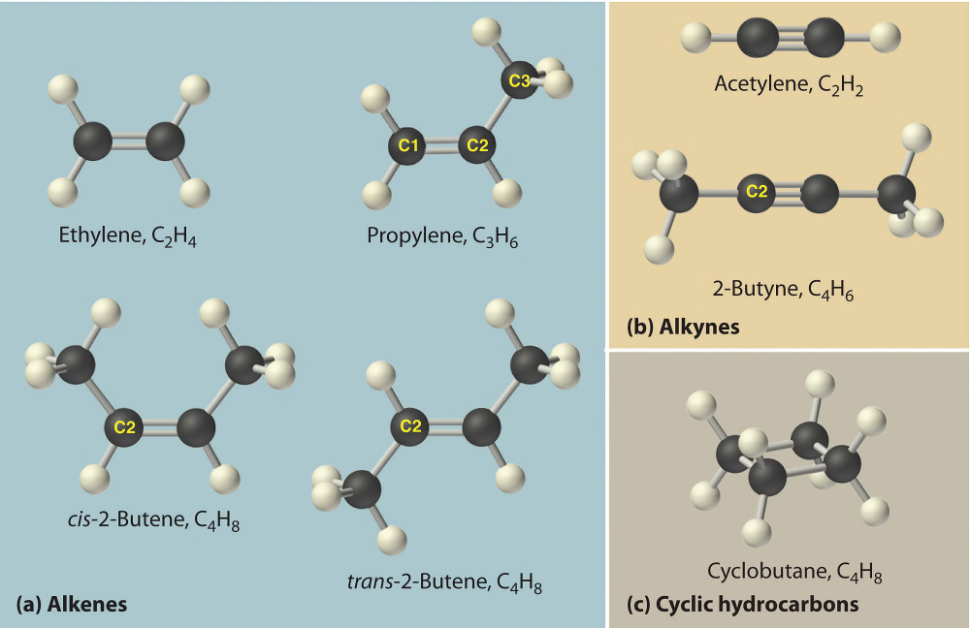 Ethylene, C₂H₄
C1
C2
C3
Propylene, C₃H₆
C2
cis-2-Butene, C₄H₈
C2
trans-2-Butene, C₄H₈
(a) Alkenes
Acetylene, C₂H₂
C2
2-Butyne, C₄H₆
(b) Alkynes
Cyclobutane, C₄H₈
(c) Cyclic hydrocarbons